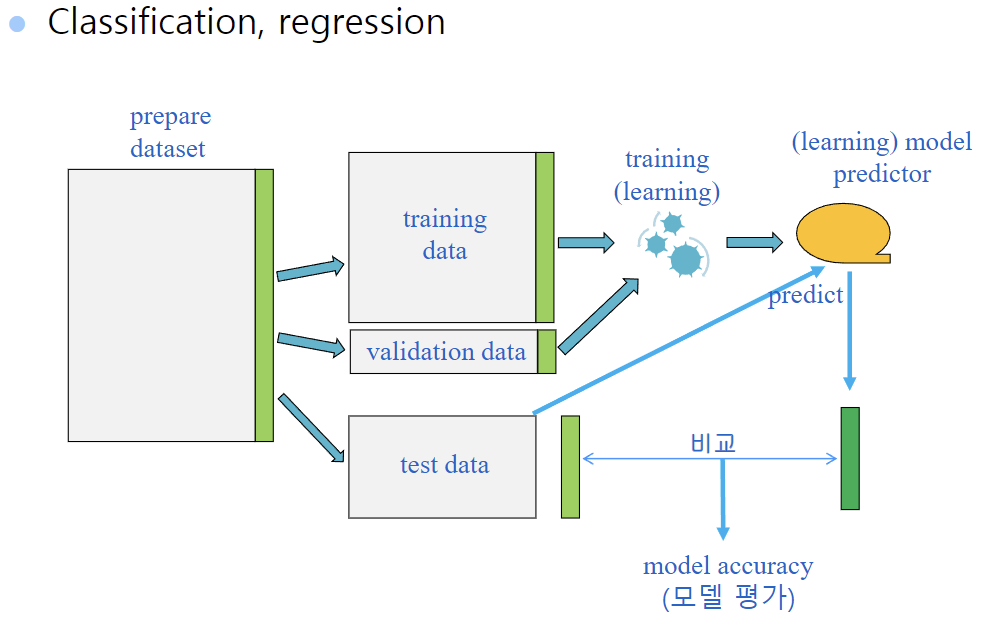 Classification, regression
prepare
dataset
training
data
validation data
test data
training
(learning)
(learning) model
predictor
predict
비교
model accuracy
(모델 평가)